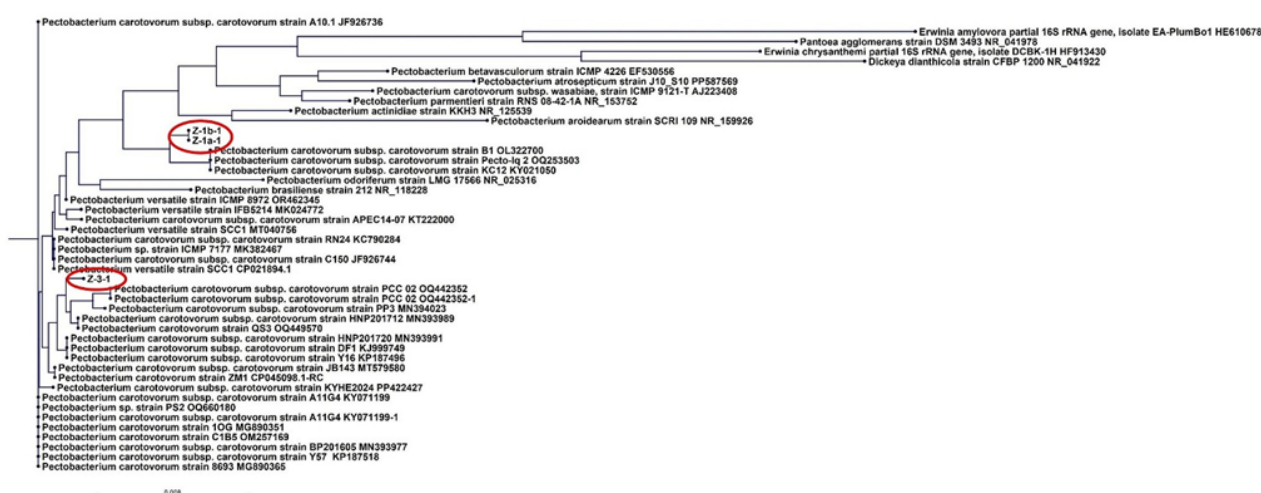 Pectobacterium carotovorum subsp. carotovorum strain A10.1 JF926736
Erwinia amylovora partial 16S rRNA gene, isolate EA-PlumBo1 HE610678
Pantoea agglomerans strain DSM 3493 NR_041978
Erwinia chrysanthemi partial 16S rRNA gene, isolate DCBK-1H HF913430
Dickeya dianthicola strain CFBP 1200 NR_041922
Pectobacterium betavasculorum strain ICMP 4226 EF530556
Pectobacterium atrosepticum strain J10_S10 PP587569
Pectobacterium carotovorum subsp. wasabiae, strain ICMP 9121-T AJ223408
Pectobacterium parmentieri strain RNS 08-42-1A NR_153752
Pectobacterium actinidiae strain KKH3 NR_125539
Pectobacterium aroidearum strain SCRI 109 NR_159926
Z-1b-1
Z-1a-1
Pectobacterium carotovorum subsp. carotovorum strain B1 OL322700
Pectobacterium carotovorum subsp. carotovorum strain Pecto-Iq 2 OQ253503
Pectobacterium carotovorum subsp. carotovorum strain KC12 KY021050
Pectobacterium odoriferum strain LMG 17566 NR_025316
Pectobacterium brasiliense strain 212 NR_118228
Pectobacterium versatile strain ICMP 8972 OR462345
Pectobacterium versatile strain IFB5214 MK024772
Pectobacterium carotovorum subsp. carotovorum strain APEC14-07 KT222000
Pectobacterium versatile strain SCC1 MT040756
Pectobacterium carotovorum subsp. carotovorum strain RN24 KC790284
Pectobacterium sp. strain ICMP 7177 MK382467
Pectobacterium carotovorum subsp. carotovorum strain C150 JF926744
Pectobacterium versatile strain SCC1 CP021894.1
Z-3-1
Pectobacterium carotovorum subsp. carotovorum strain PCC 02 OQ442352
Pectobacterium carotovorum subsp. carotovorum strain PCC 02 OQ442352-1
Pectobacterium carotovorum subsp. carotovorum strain PP3 MN394023
Pectobacterium carotovorum subsp. carotovorum strain HNP201712 MN393989
Pectobacterium carotovorum strain QS3 OQ449570
Pectobacterium carotovorum subsp. carotovorum strain HNP201720 MN393991
Pectobacterium carotovorum subsp. carotovorum strain DF1 KJ999749
Pectobacterium carotovorum subsp. carotovorum strain Y16 KP187496
Pectobacterium carotovorum subsp. carotovorum strain JB143 MT579580
Pectobacterium carotovorum strain ZM1 CP045098.1-RC
Pectobacterium carotovorum subsp. carotovorum strain KYHE2024 PP422427
Pectobacterium carotovorum subsp. carotovorum strain A11G4 KY071199
Pectobacterium sp. strain PS2 OQ660180
Pectobacterium carotovorum subsp. carotovorum strain A11G4 KY071199-1
Pectobacterium carotovorum strain 1OG MG890351
Pectobacterium carotovorum strain C1B5 OM257169
Pectobacterium carotovorum subsp. carotovorum strain BP201605 MN393977
Pectobacterium carotovorum subsp. carotovorum strain Y57 KP187518
Pectobacterium carotovorum strain 8693 MG890365